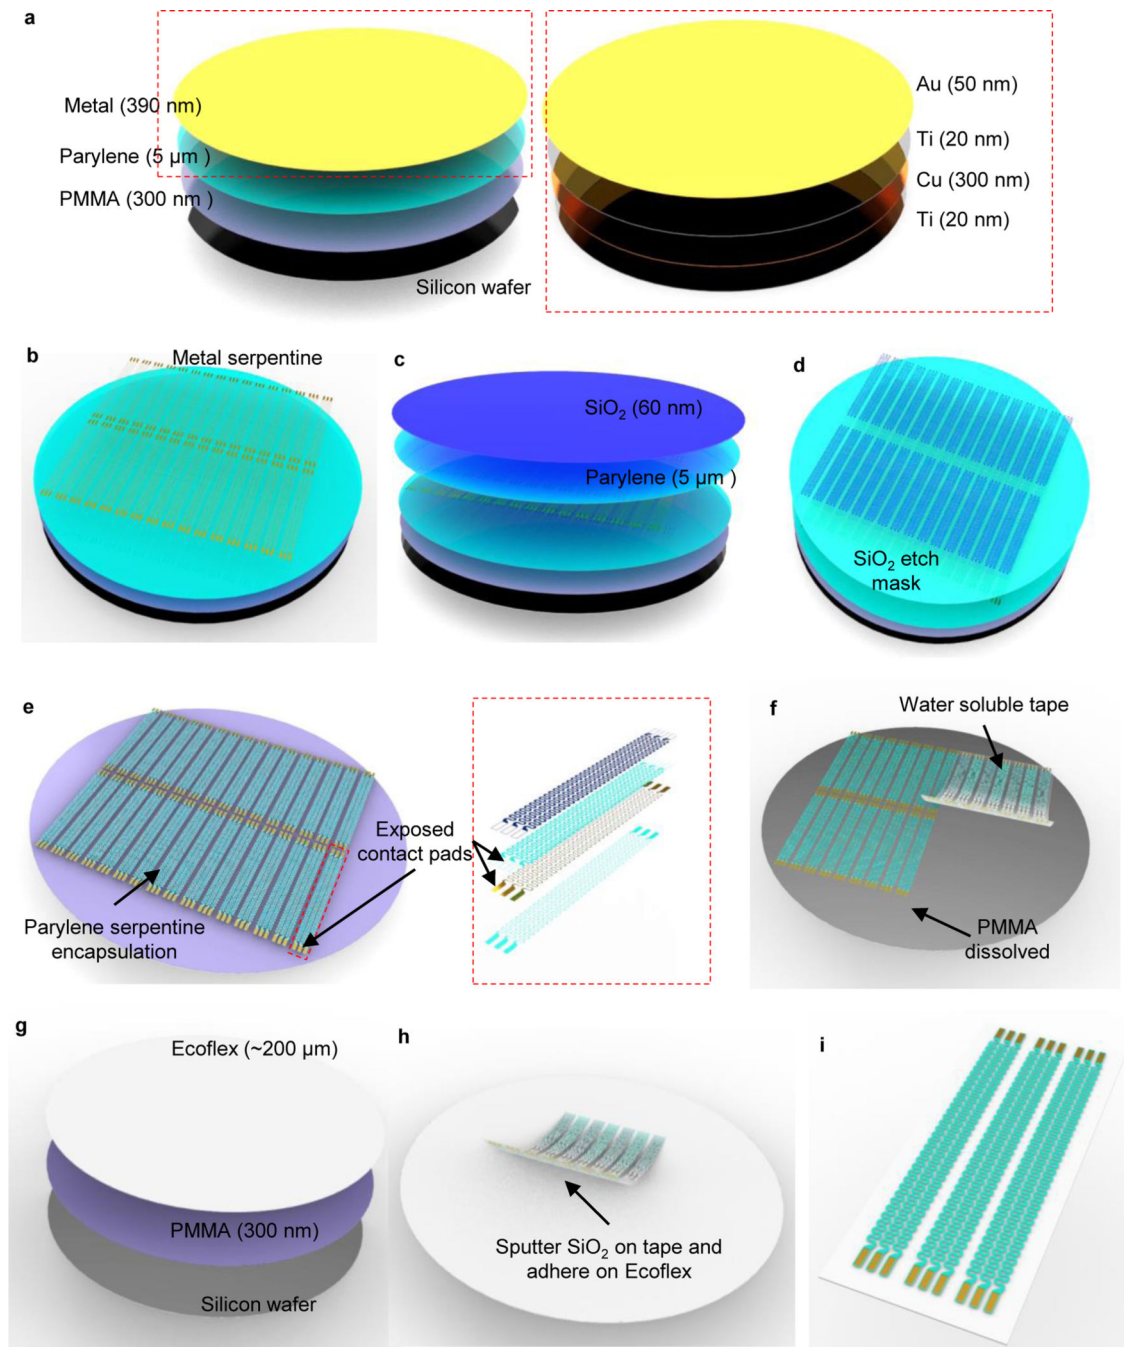 a
Metal (390 nm)
Parylene (5 µm )
PMMA (300 nm )
Silicon wafer
Au (50 nm)
Ti (20 nm)
Cu (300 nm)
Ti (20 nm)
b
Metal serpentine
c
SiO₂ (60 nm)
Parylene (5 µm )
d
SiO₂ etch
mask
e
Exposed
contact pads
Parylene serpentine
encapsulation
f
Water soluble tape
PMMA
dissolved
g
Ecoflex (~200 µm)
PMMA (300 nm)
Silicon wafer
h
Sputter SiO₂ on tape and
adhere on Ecoflex
i